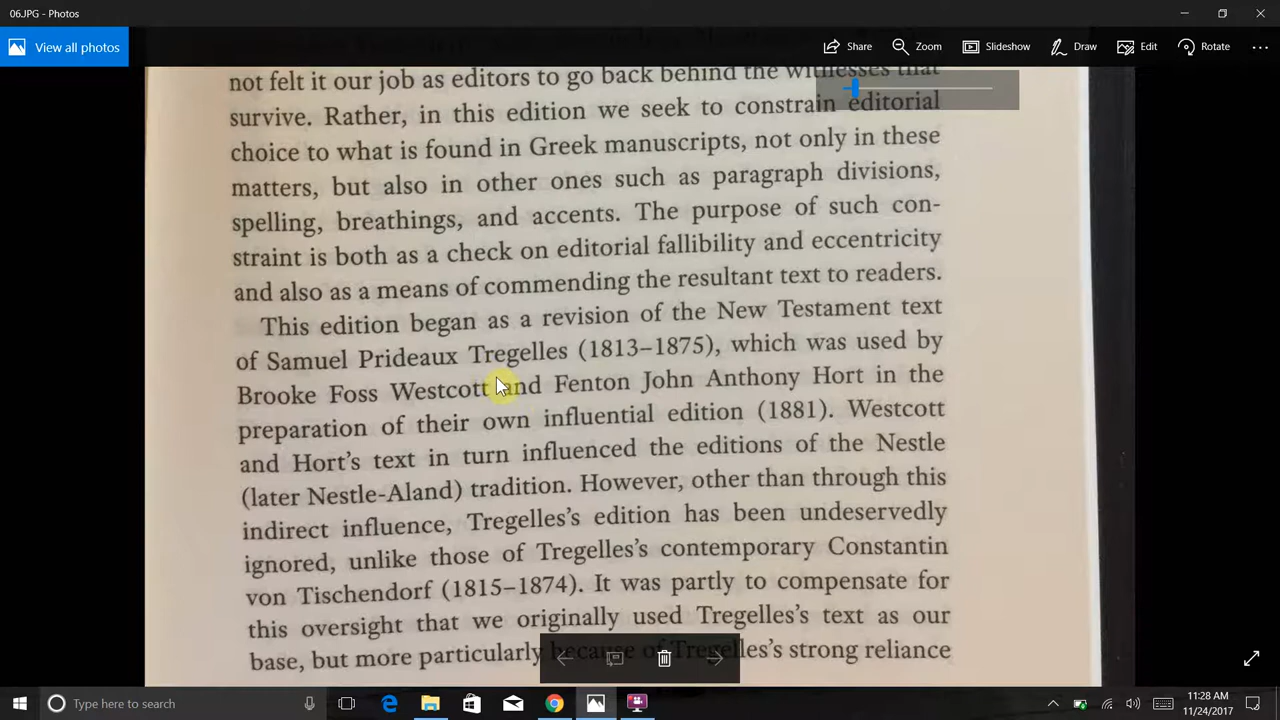 06JPG - Photos
View all photos
Share
Zoom
Slideshow
Draw
Edit
Rotate
not felt it our job as editors to go back behind the witnesses that
survive. Rather, in this edition we seek to constrain editorial
choice to what is found in Greek manuscripts, not only in these
matters, but also in other ones such as paragraph divisions,
spelling, breathings, and accents. The purpose of such con-
straint is both as a check on editorial fallibility and eccentricity
and also as a means of commending the resultant text to readers.
This edition began as a revision of the New Testament text
of Samuel Prideaux Tregelles (1813–1875), which was used by
Brooke Foss Westcott and Fenton John Anthony Hort in the
preparation of their own influential edition (1881). Westcott
and Hort's text in turn influenced the editions of the Nestle
(later Nestle-Aland) tradition. However, other than through this
indirect influence, Tregelles's edition has been undeservedly
ignored, unlike those of Tregelles's contemporary Constantin
von Tischendorf (1815–1874). It was partly to compensate for
this oversight that we originally used Tregelles's text as our
base, but more particularly because of Tregelles's strong reliance
Type here to search
11:28 AM
11/24/2017